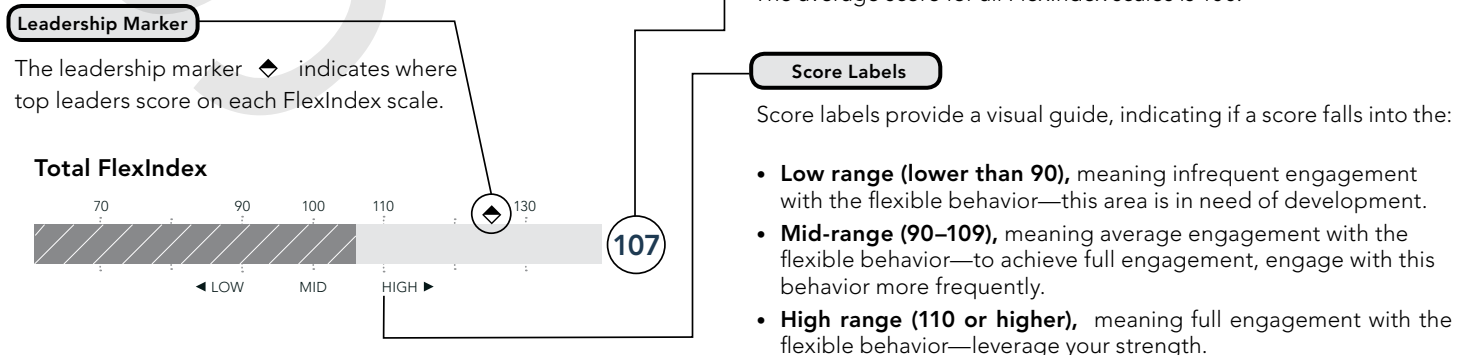 Leadership Marker
The leadership marker indicates where
top leaders score on each FlexIndex scale.
Total FlexIndex
70 90 100 110 130
107
◄ LOW MID HIGH ►
The average score for all FlexIndex scales is 100.
Score Labels
Score labels provide a visual guide, indicating if a score falls into the:
• Low range (lower than 90), meaning infrequent engagement
with the flexible behavior—this area is in need of development.
• Mid-range (90–109), meaning average engagement with the
flexible behavior—to achieve full engagement, engage with this
behavior more frequently.
• High range (110 or higher), meaning full engagement with the
flexible behavior—leverage your strength.